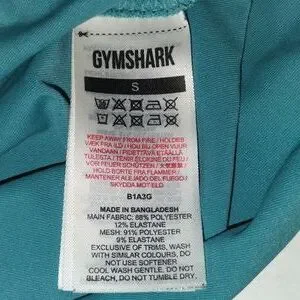 GYMSHARK
S
KEEP AWAY FROM FIRE / HOLDES
VÆK FRA ILD / HOU BIJ OPEN VUUR
VANDAAN / PIDETTÄVÄ ETÄÄLLÄ
TULESTA / TENIR ÉLOIGNÉ DU FEU /
VOR FEUER SCHÜTZEN /
HOLD BORTE FRA FLAMMER /
MANTENER ALEJADO DEL FUEGO /
SKYDDA MOT ELD
B1A3G
MADE IN BANGLADESH
MAIN FABRIC: 88% POLYESTER
12% ELASTANE
MESH: 91% POLYESTER
9% ELASTANE
EXCLUSIVE OF TRIMS, WASH
WITH SIMILAR COLOURS, DO
NOT USE SOFTENER
COOL WASH GENTLE, DO NOT
BLEACH, DO NOT TUMBLE DRY,